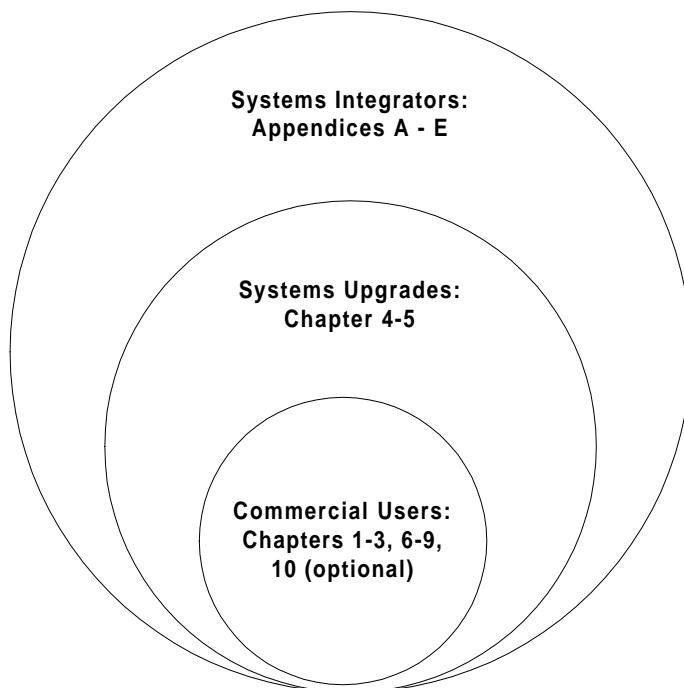 Systems Integrators:
Appendices A - E
Systems Upgrades:
Chapter 4-5
Commercial Users:
Chapters 1-3, 6-9,
10 (optional)